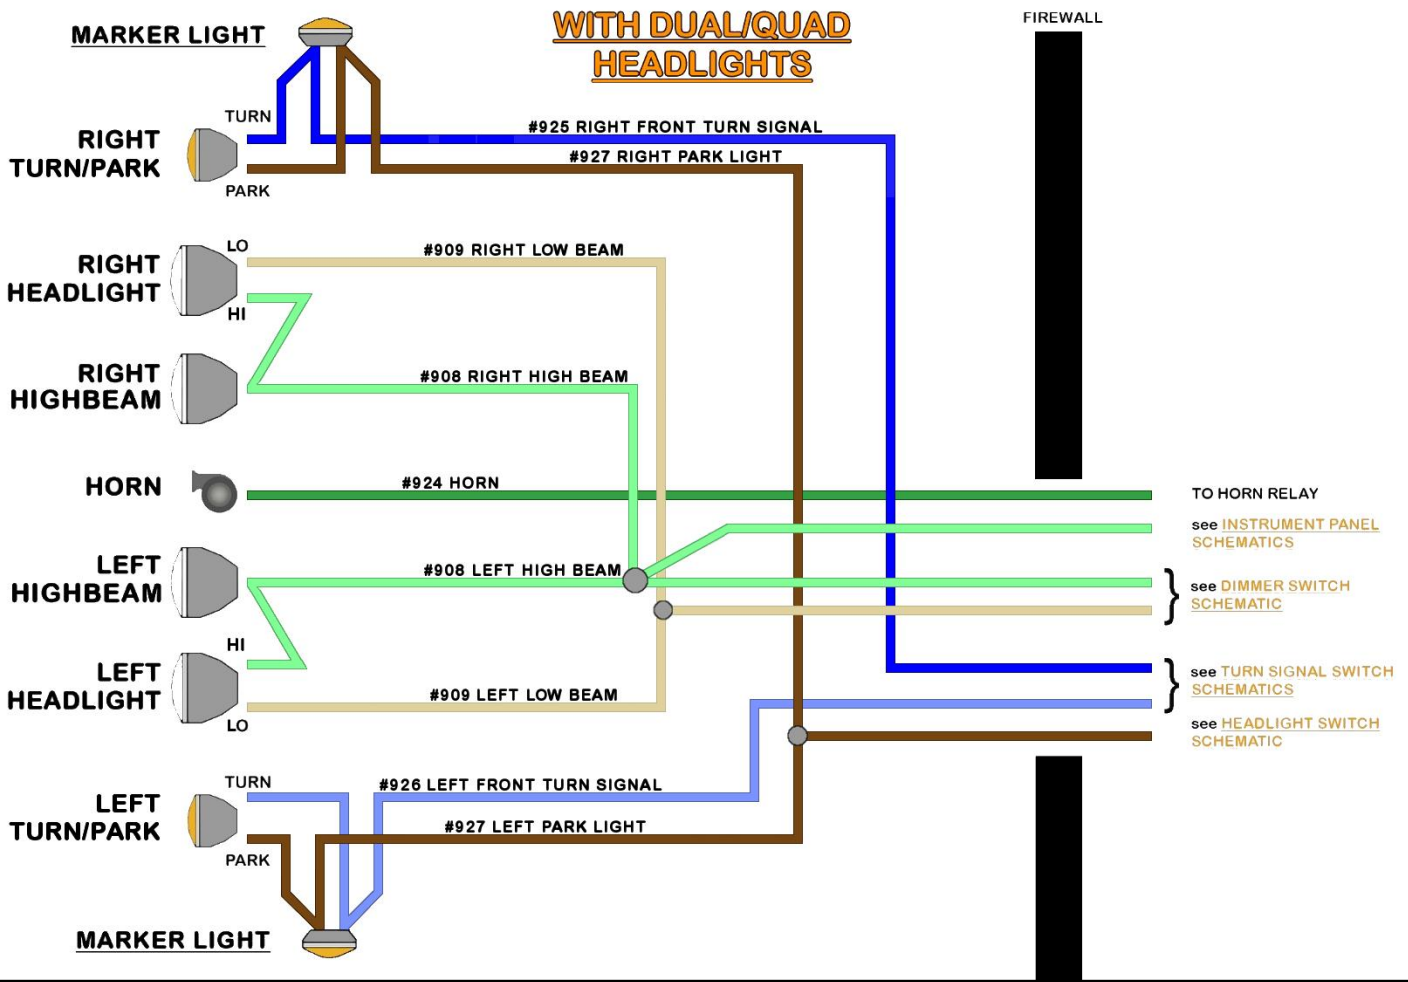 WITH DUAL/QUAD
HEADLIGHTS
FIREWALL
MARKER LIGHT
TURN
RIGHT
TURN/PARK
PARK
#925 RIGHT FRONT TURN SIGNAL
#927 RIGHT PARK LIGHT
LO
RIGHT
HEADLIGHT
HI
#909 RIGHT LOW BEAM
RIGHT
HIGHBEAM
#908 RIGHT HIGH BEAM
HORN
#924 HORN
TO HORN RELAY
see INSTRUMENT PANEL
SCHEMATICS
LEFT
HIGHBEAM
#908 LEFT HIGH BEAM
see DIMMER SWITCH
SCHEMATIC
HI
LEFT
HEADLIGHT
LO
#909 LEFT LOW BEAM
see TURN SIGNAL SWITCH
SCHEMATICS
see HEADLIGHT SWITCH
SCHEMATIC
TURN
LEFT
TURN/PARK
PARK
#926 LEFT FRONT TURN SIGNAL
#927 LEFT PARK LIGHT
MARKER LIGHT